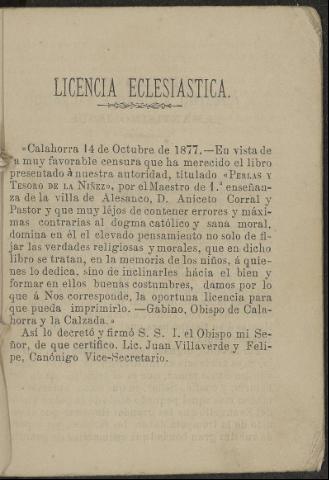 LICENCIA ECLESIASTICA.
«Calahorra 14 de Octubre de 1877.—En vista de
a muy favorable censura que ha merecido el libro
presentado à nuestra autoridad, titulado «PERLAS Y
TESORO DE LA NIÑEZ», por el Maestro de 1.ª enseñan-
za de la villa de Alesanco, D. Aniceto Corral y
Pastor y que muy léjos de contener errores y máxi-
mas contrarias al dogma católico y sana moral,
domina en él el elevado pensamiento no solo de fi-
jar las verdades religiosas y morales, que en dicho
libro se tratan, en la memoria de los niños, á quie-
nes lo dedica, sino de inclinarles hácia el bien y
formar en ellos buenas costumbres, damos por lo
que á Nos corresponde, la oportuna licencia para
que pueda imprimirlo. —Gabino, Obispo de Cala-
horra y la Calzada.»
Así lo decretó y firmó S. S. I. el Obispo mi Se-
ñor, de que certifico. Lic. Juan Villaverde y Feli-
pe, Canónigo Vice-Secretario.